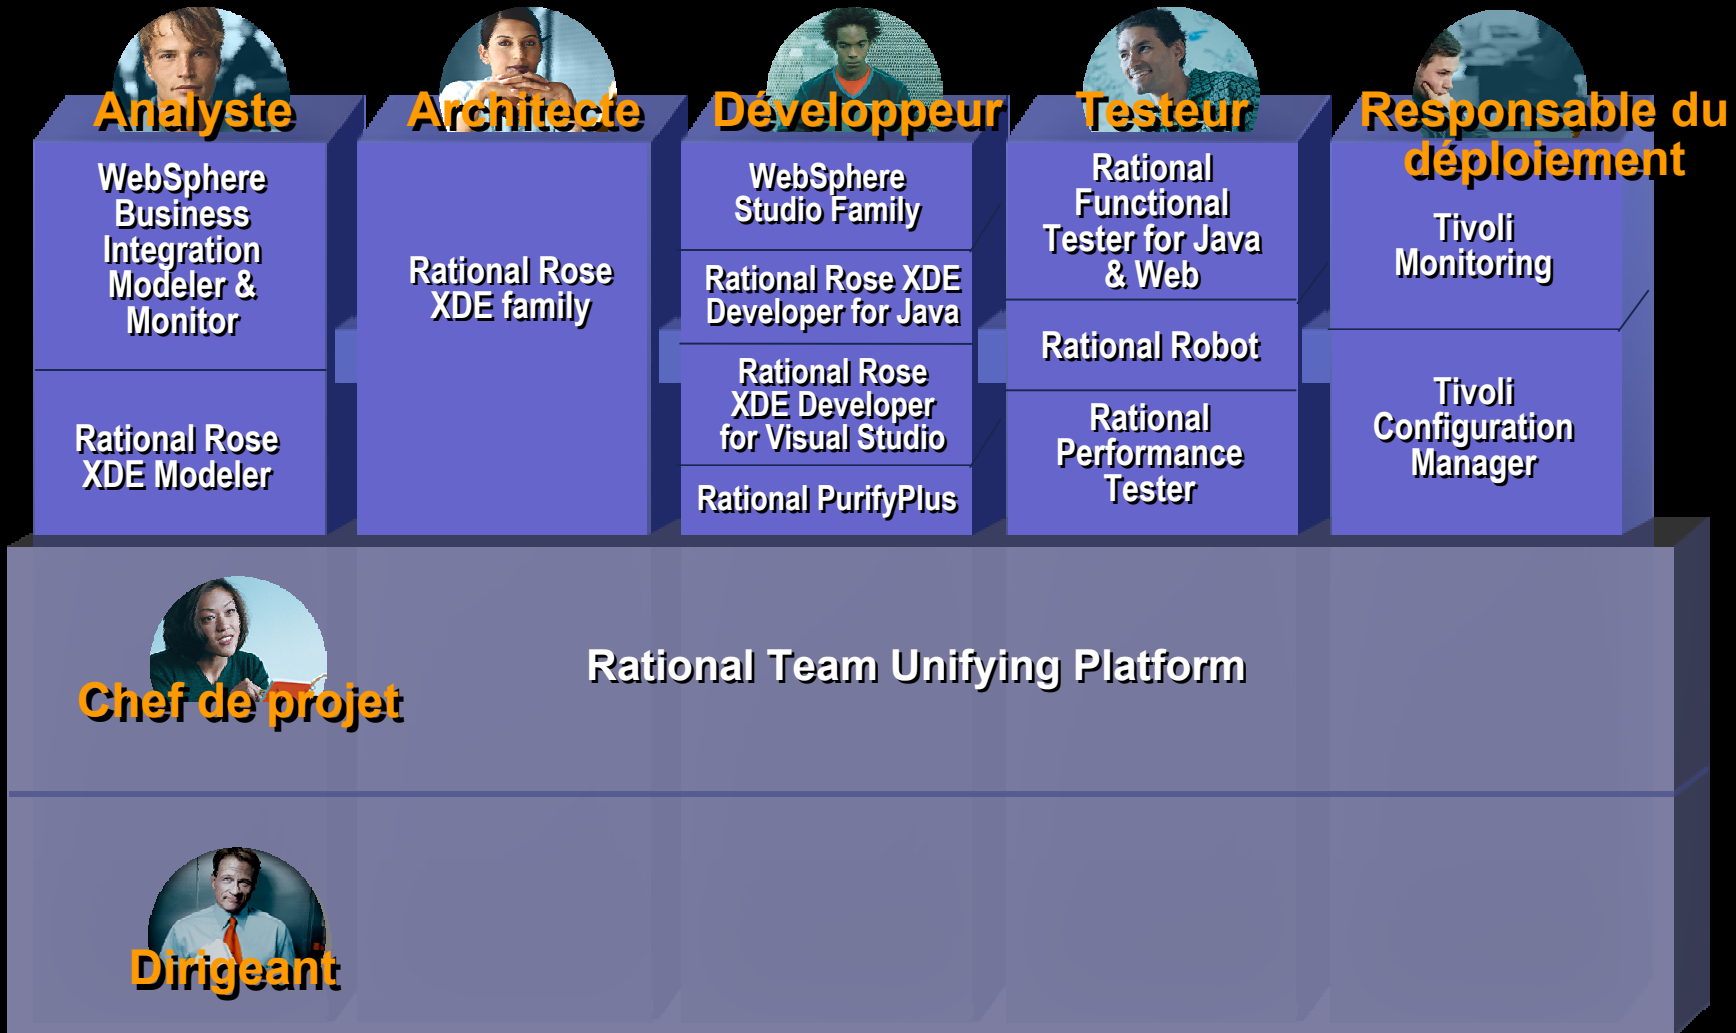 Analyste
WebSphere
Business
Integration
Modeler &
Monitor
Rational Rose
XDE Modeler
Architecte
Rational Rose
XDE family
Développeur
WebSphere
Studio Family
Rational Rose XDE
Developer for Java
Rational Rose
XDE Developer
for Visual Studio
Rational PurifyPlus
Testeur
Rational
Functional
Tester for Java
& Web
Rational Robot
Rational
Performance
Tester
Responsable du
déploiement
Tivoli
Monitoring
Tivoli
Configuration
Manager
Chef de projet
Rational Team Unifying Platform
Dirigeant